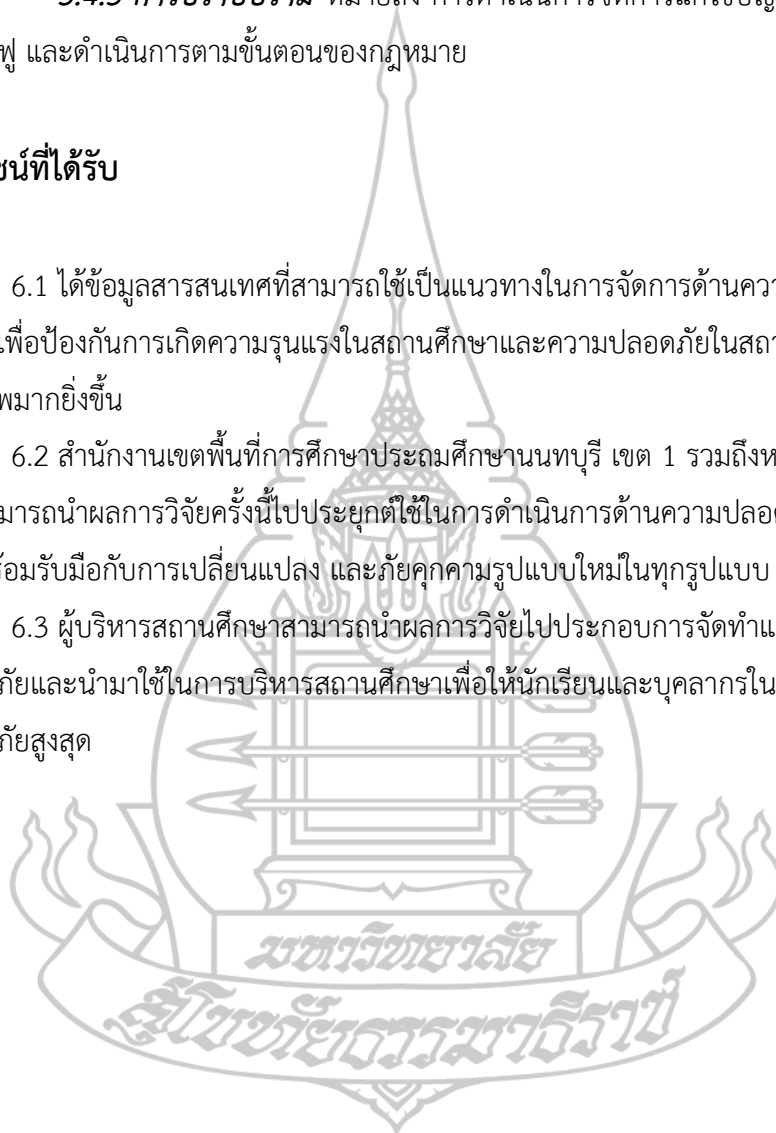 5.4.3 การปราบปราม หมายถึง การดำเนินการจัดการแก้ไขปัญ
ฟู และดำเนินการตามขั้นตอนของกฎหมาย
ชน์ที่ได้รับ
6.1 ได้ข้อมูลสารสนเทศที่สามารถใช้เป็นแนวทางในการจัดการด้านควา
เพื่อป้องกันการเกิดความรุนแรงในสถานศึกษาและความปลอดภัยในสถา
พมากยิ่งขึ้น
6.2 สำนักงานเขตพื้นที่การศึกษาประถมศึกษานนทบุรี เขต 1 รวมถึงห
มารถนำผลการวิจัยครั้งนี้ไปประยุกต์ใช้ในการดำเนินการด้านความปลอด
ร้อมรับมือกับการเปลี่ยนแปลง และภัยคุกคามรูปแบบใหม่ในทุกรูปแบบ
6.3 ผู้บริหารสถานศึกษาสามารถนำผลการวิจัยไปประกอบการจัดทำแ
ภัยและนำมาใช้ในการบริหารสถานศึกษาเพื่อให้นักเรียนและบุคลากรใน
ภัยสูงสุด
มหาวิทยาลัย
สุโขทัยธรรมาธิราช